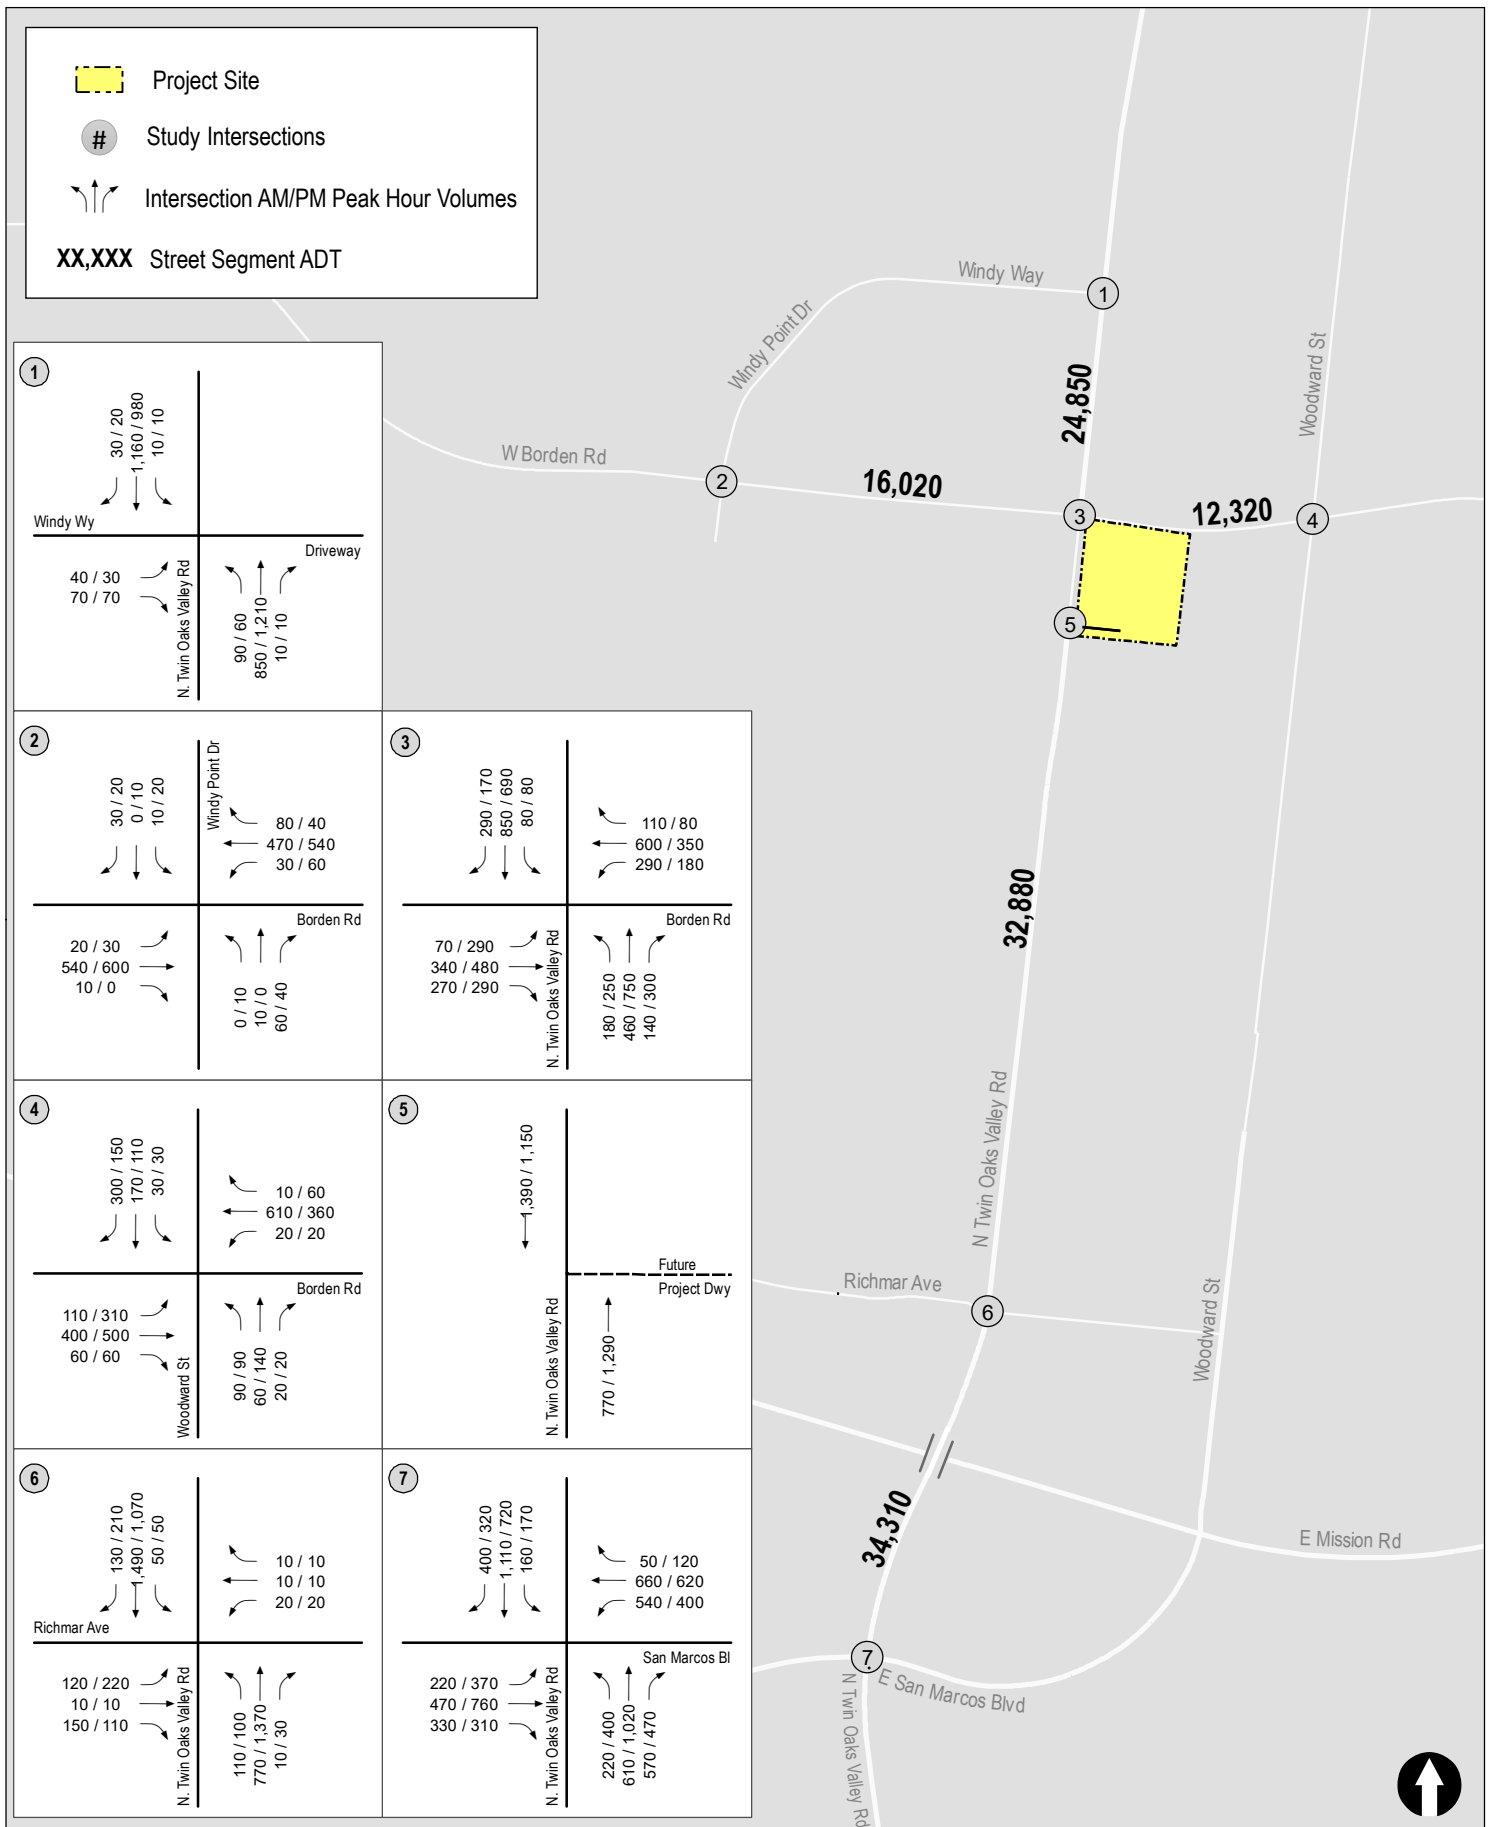 Project Site
# Study Intersections
Intersection AM/PM Peak Hour Volumes
XX,XXX Street Segment ADT
Windy Way
1
Windy Point Dr
24,850
Woodward St
W Borden Rd
2
16,020
3
12,320
4
5
32,880
N Twin Oaks Valley Rd
Richmar Ave
6
Woodward St
34,310
E Mission Rd
7
E San Marcos Blvd
N Twin Oaks Valley Rd
1
30 / 20
1,160 / 980
10 / 10
Windy Wy
Driveway
40 / 30
70 / 70
N. Twin Oaks Valley Rd
90 / 60
850 / 1,210
10 / 10
2
30 / 20
0 / 10
10 / 20
Windy Point Dr
80 / 40
470 / 540
30 / 60
Borden Rd
20 / 30
540 / 600
10 / 0
0 / 10
10 / 0
60 / 40
3
290 / 170
850 / 690
80 / 80
110 / 80
600 / 350
290 / 180
Borden Rd
70 / 290
340 / 480
270 / 290
N. Twin Oaks Valley Rd
180 / 250
460 / 750
140 / 300
4
300 / 150
170 / 110
30 / 30
10 / 60
610 / 360
20 / 20
Borden Rd
110 / 310
400 / 500
60 / 60
Woodward St
90 / 90
60 / 140
20 / 20
5
1,390 / 1,150
Future
Project Dwy
N. Twin Oaks Valley Rd
770 / 1,290
6
130 / 210
1,490 / 1,070
50 / 50
10 / 10
10 / 10
20 / 20
Richmar Ave
120 / 220
10 / 10
150 / 110
N. Twin Oaks Valley Rd
110 / 100
770 / 1,370
10 / 30
7
400 / 320
1,110 / 720
160 / 170
50 / 120
660 / 620
540 / 400
San Marcos Bl
220 / 370
470 / 760
330 / 310
N. Twin Oaks Valley Rd
220 / 400
610 / 1,020
570 / 470